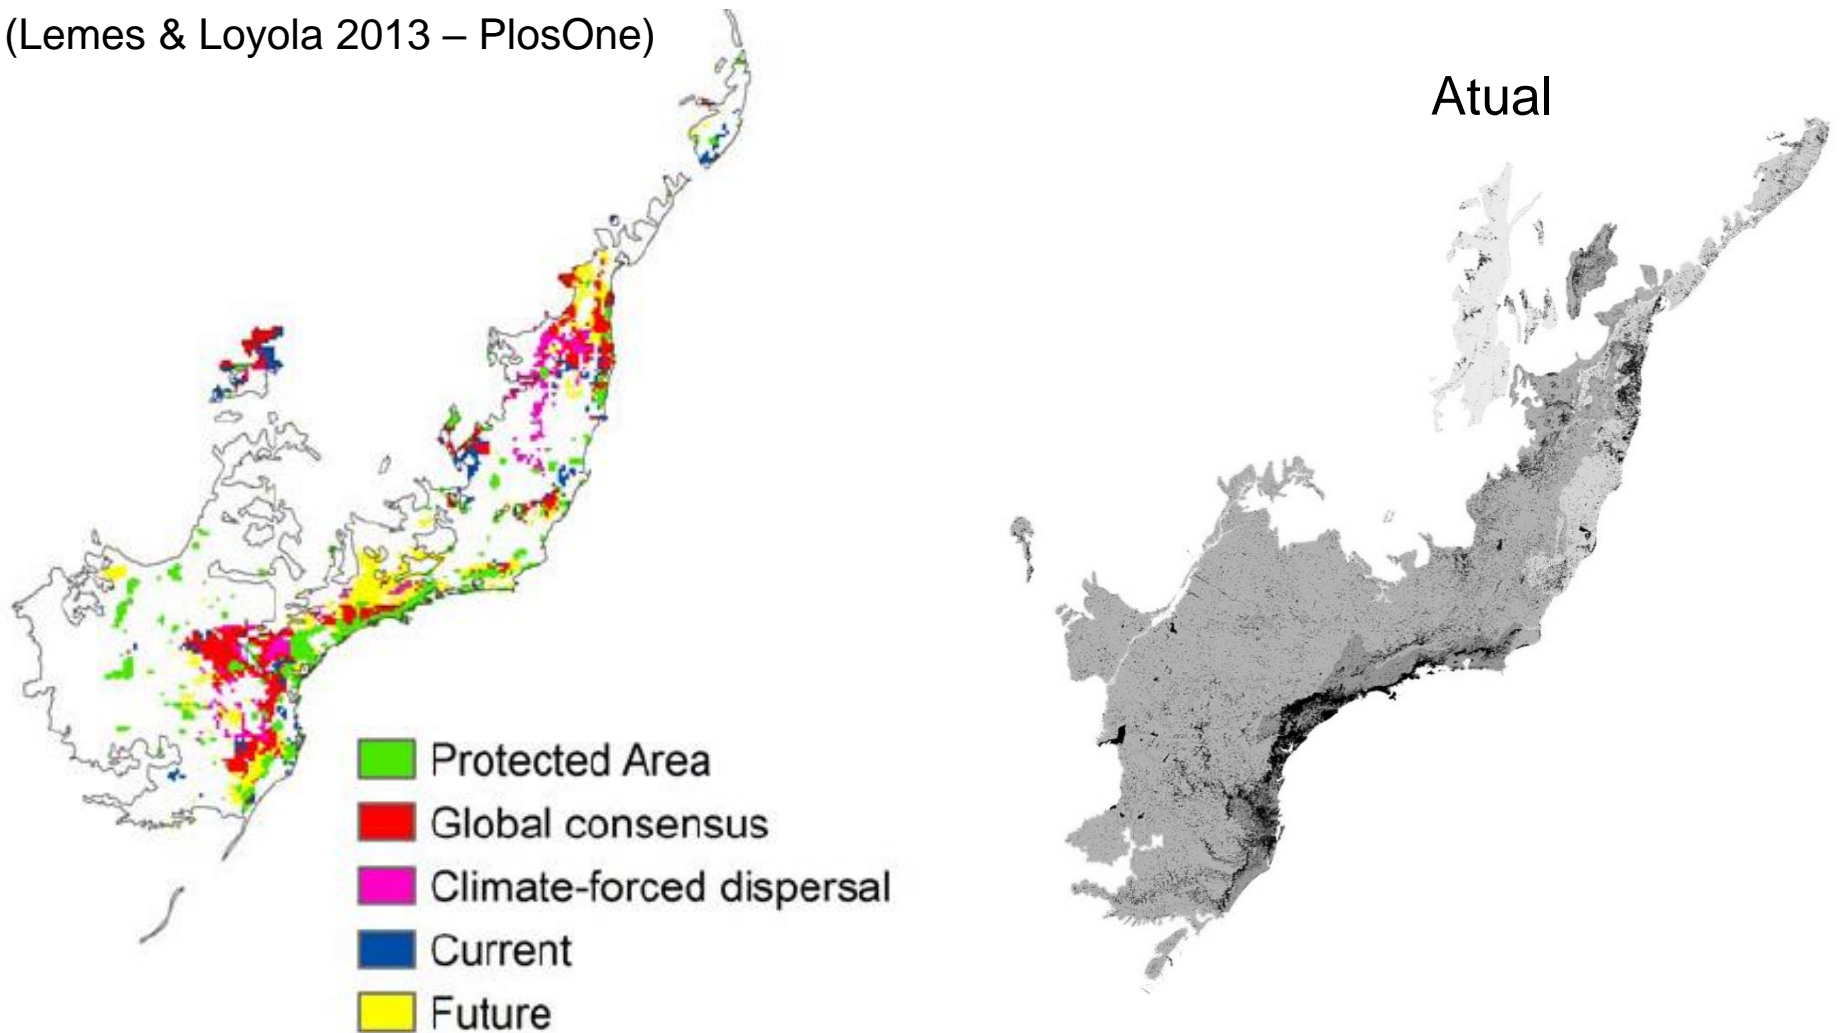 (Lemes & Loyola 2013 – PlosOne)
Atual
Protected Area
Global consensus
Climate-forced dispersal
Current
Future